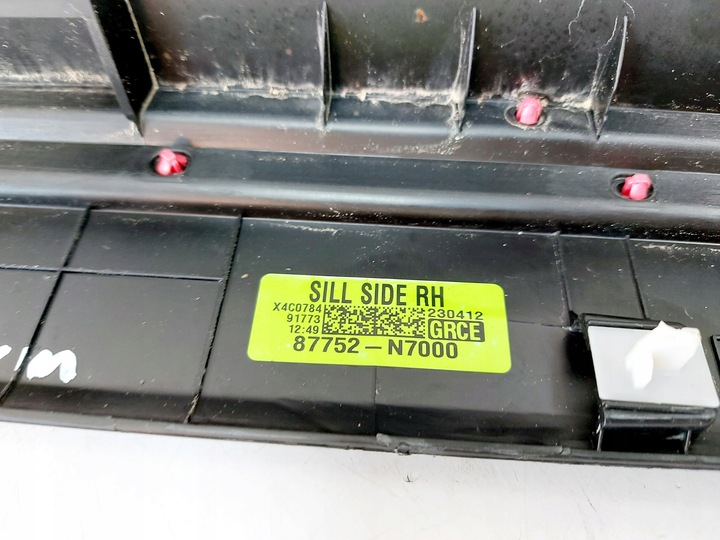 SILL SIDE RH
X4C0784 230412
91773 GRCE
12:49
87752-N7000